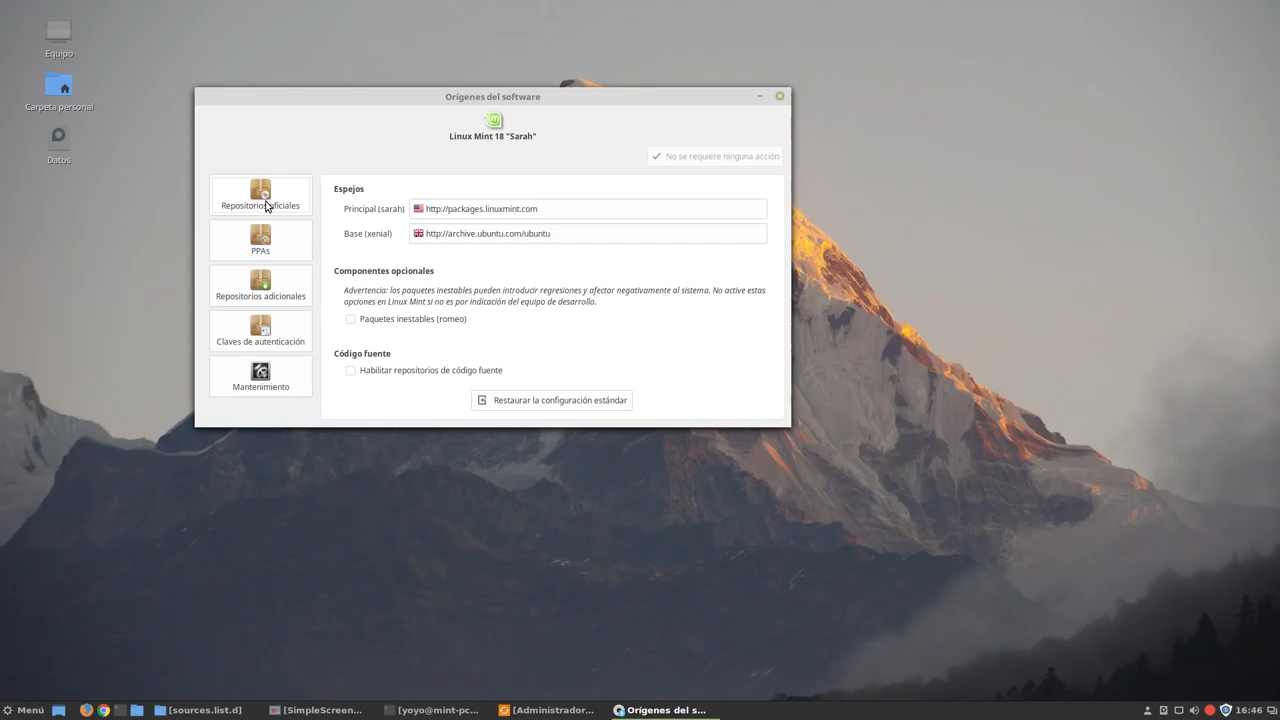 Equipo
Carpeta personal
Datos
Orígenes del software
Linux Mint 18 "Sarah"
No se requiere ninguna acción
Repositorios oficiales
PPAs
Repositorios adicionales
Claves de autenticación
Mantenimiento
Espejos
Principal (sarah) http://packages.linuxmint.com
Base (xenial) http://archive.ubuntu.com/ubuntu
Componentes opcionales
Advertencia: los paquetes inestables pueden introducir regresiones y afectar negativamente al sistema. No active estas
opciones en Linux Mint si no es por indicación del equipo de desarrollo.
Paquetes inestables (romeo)
Código fuente
Habilitar repositorios de código fuente
Restaurar la configuración estándar
Menú [sources.list.d] [SimpleScreen... [yoyo@mint-pc... [Administrador... Orígenes del s... 16:46